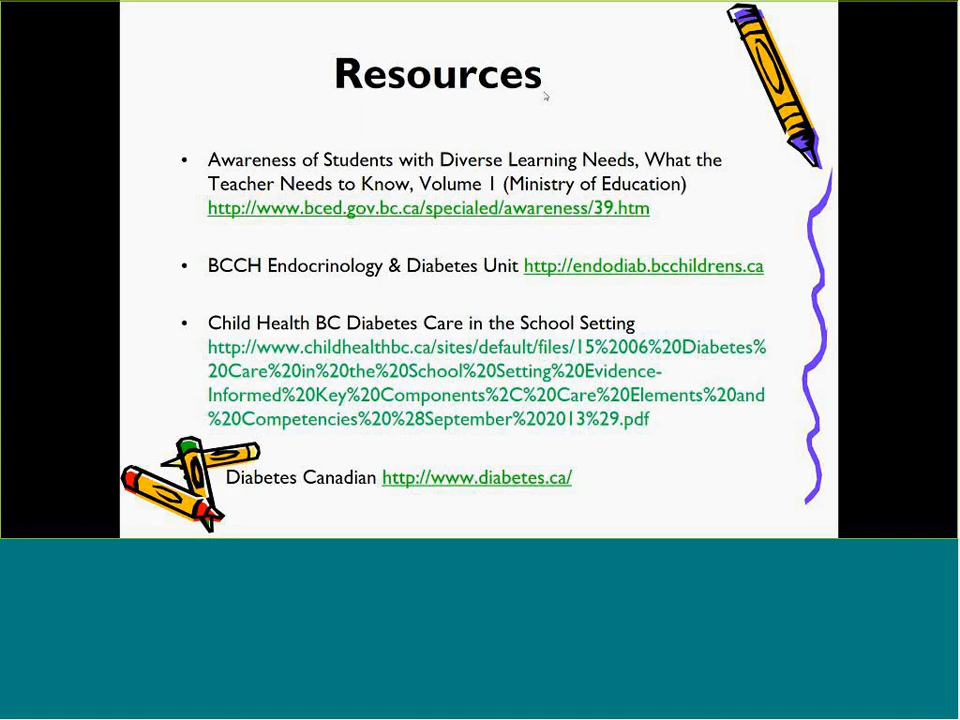 Resources
• Awareness of Students with Diverse Learning Needs, What the
Teacher Needs to Know, Volume 1 (Ministry of Education)
http://www.bced.gov.bc.ca/specialed/awareness/39.htm
• BCCH Endocrinology & Diabetes Unit http://endodiab.bcchildrens.ca
• Child Health BC Diabetes Care in the School Setting
http://www.childhealthbc.ca/sites/default/files/15%2006%20Diabetes%
20Care%20in%20the%20School%20Setting%20Evidence-
Informed%20Key%20Components%2C%20Care%20Elements%20and
%20Competencies%20%28September%202013%29.pdf
Diabetes Canadian http://www.diabetes.ca/